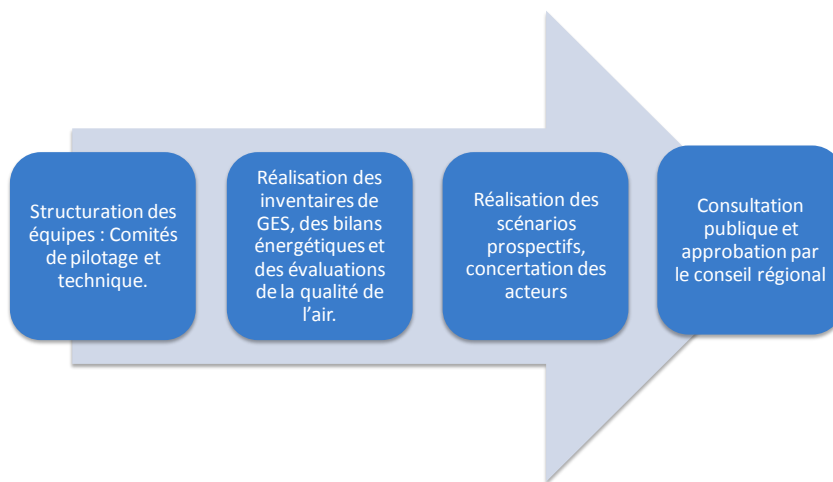 Structuration des
équipes : Comités
de pilotage et
technique.
Réalisation des
inventaires de
GES, des bilans
énergétiques et
des évaluations
de la qualité de
l'air.
Réalisation des
scénarios
prospectifs,
concertation des
acteurs
Consultation
publique et
approbation par
le conseil régional